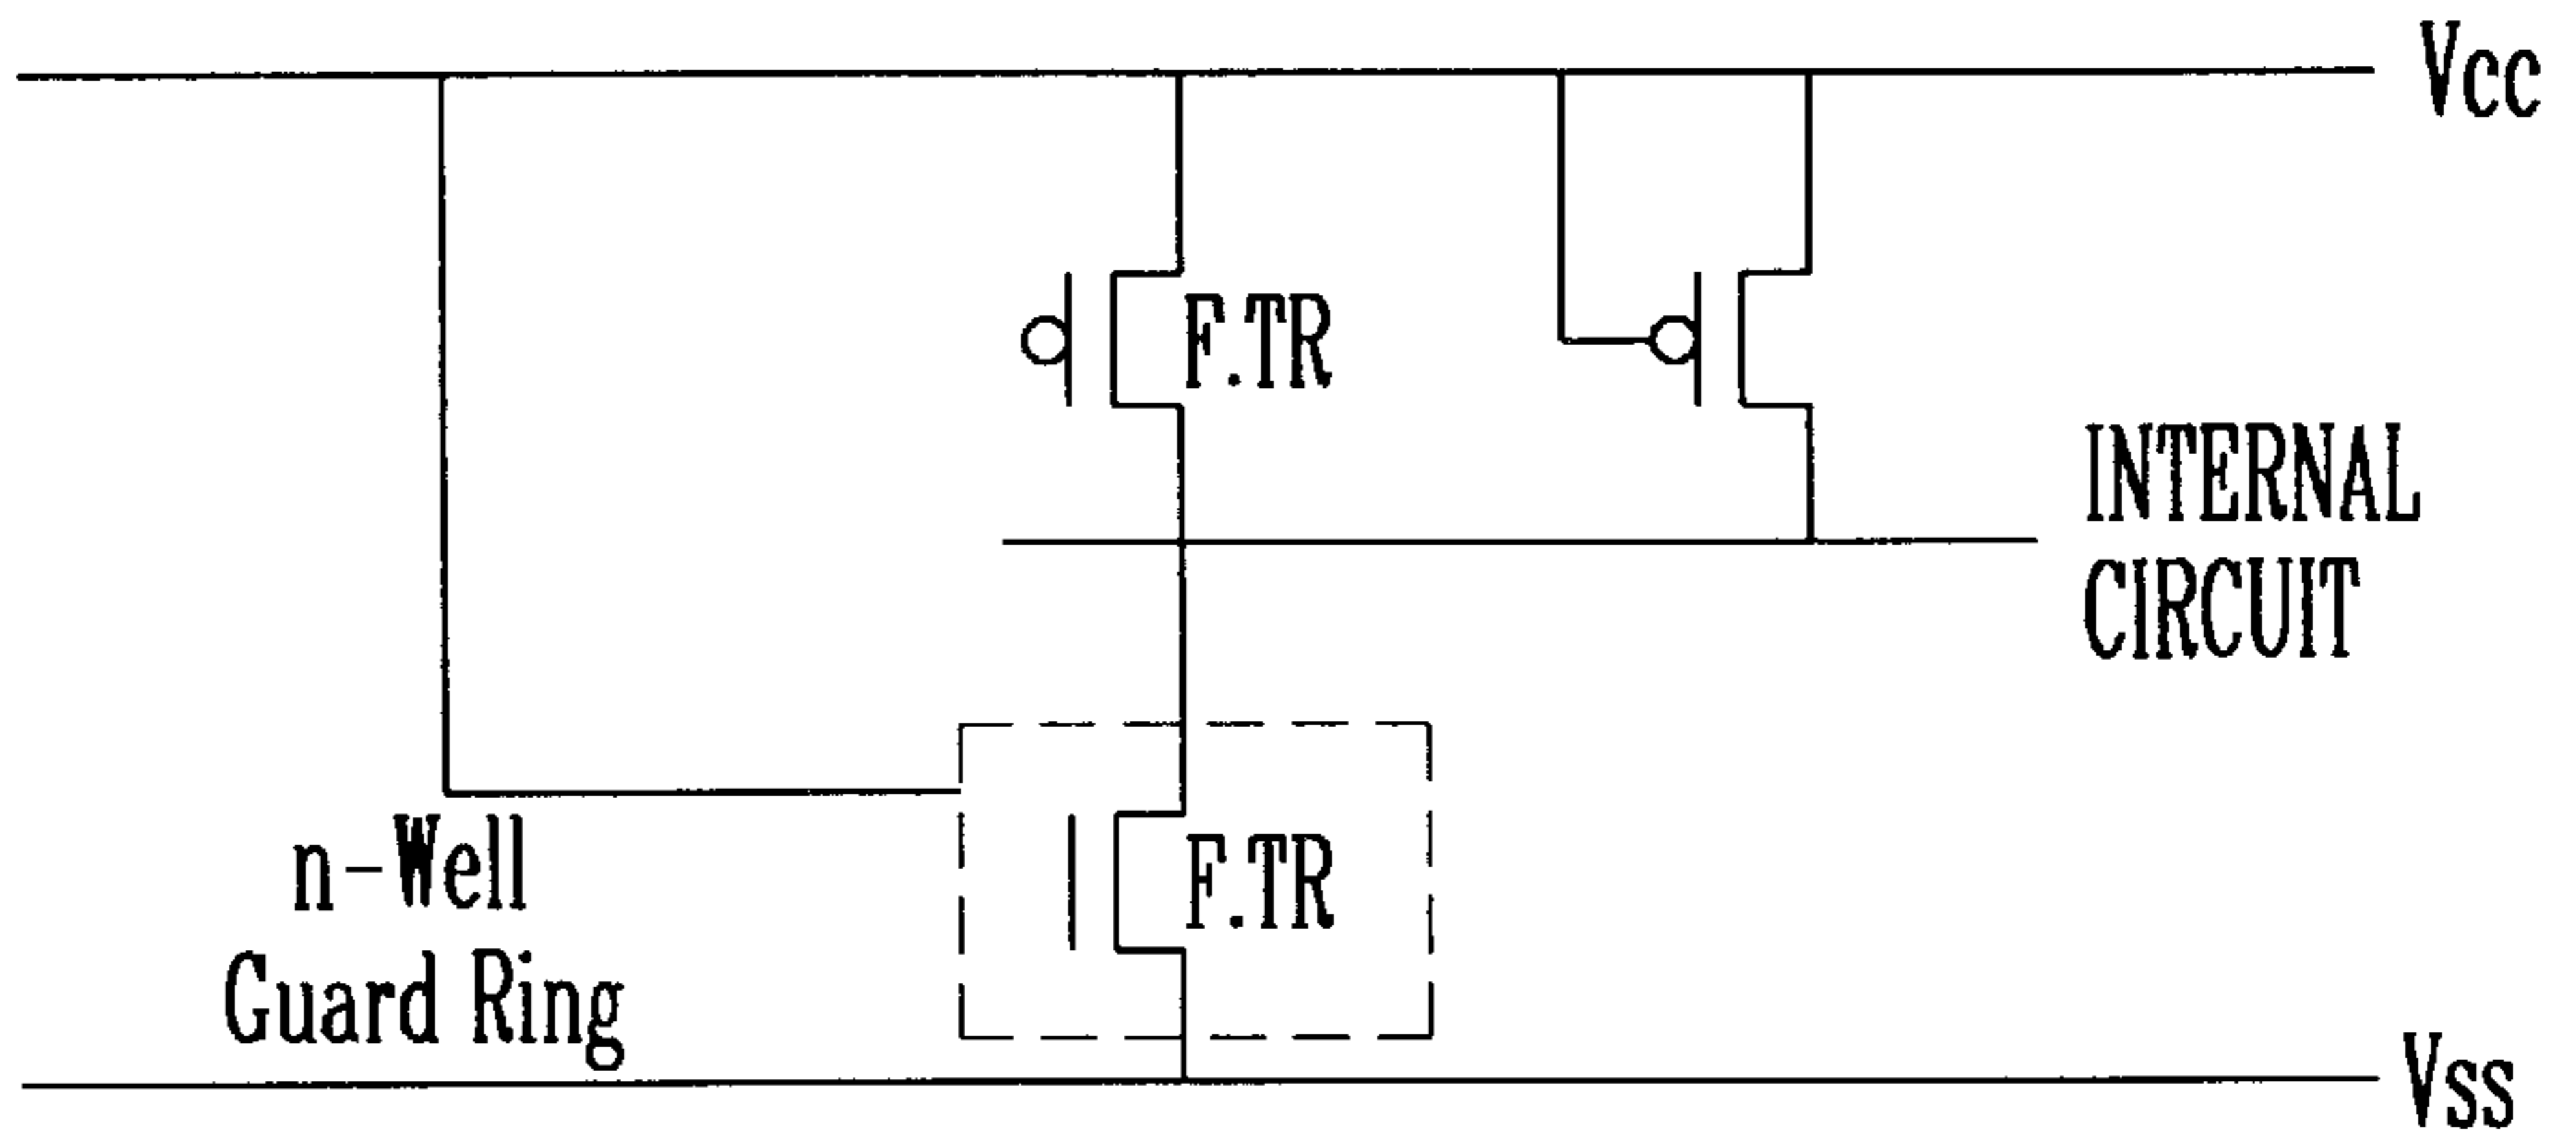 Vcc
F.TR
INTERNAL
CIRCUIT
F.TR
n-Well
Guard Ring
Vss